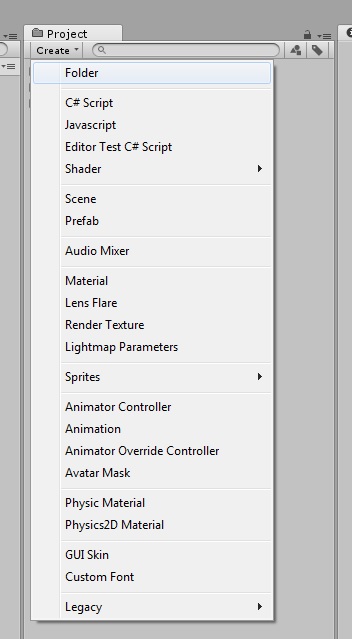 Project
Create
Folder
C# Script
Javascript
Editor Test C# Script
Shader
Scene
Prefab
Audio Mixer
Material
Lens Flare
Render Texture
Lightmap Parameters
Sprites
Animator Controller
Animation
Animator Override Controller
Avatar Mask
Physic Material
Physics2D Material
GUI Skin
Custom Font
Legacy